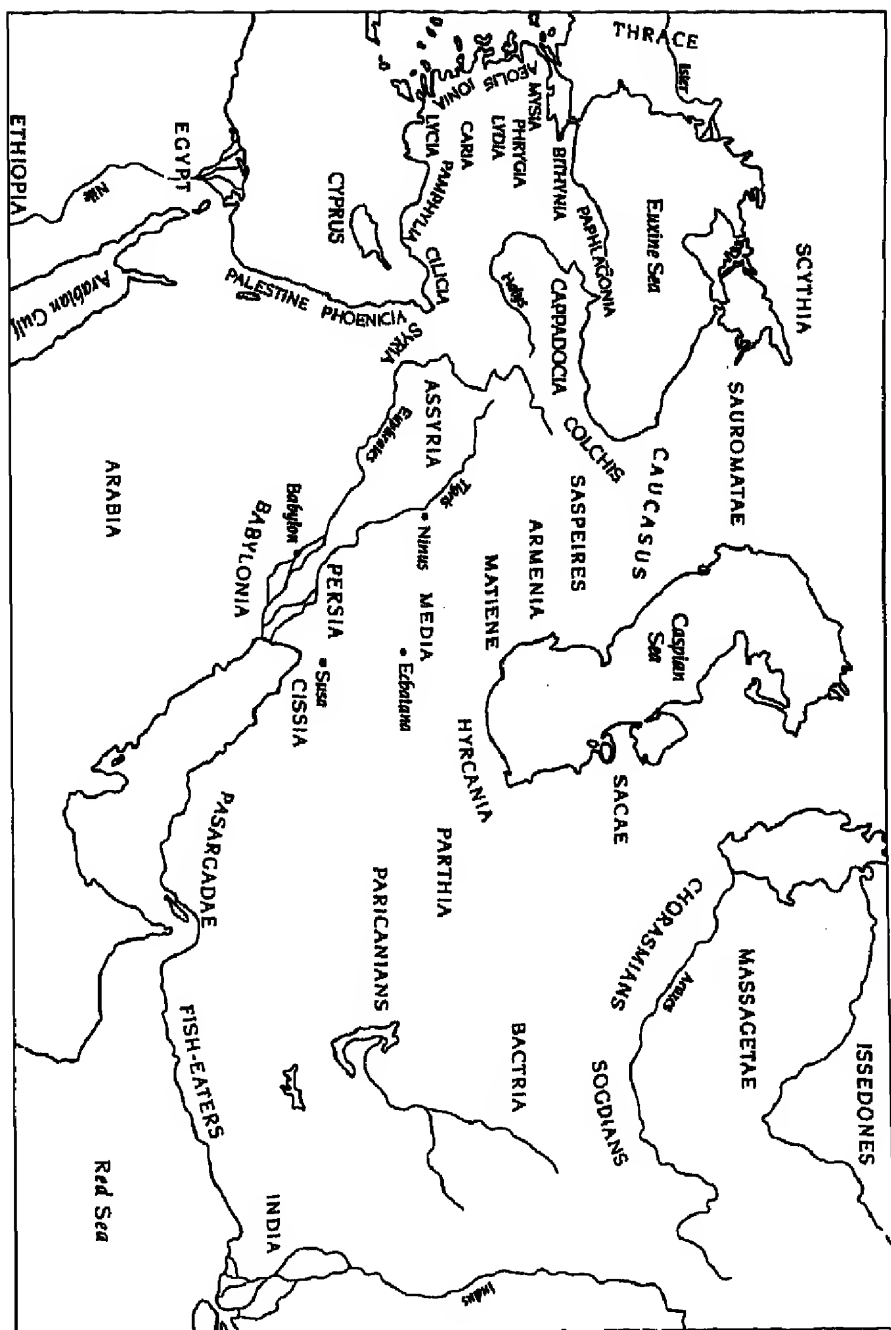 THRACE
Ister
SCYTHIA
SAUROMATAE
Euxine Sea
CAUCASUS
COLCHIS
Caspian Sea
SACAE
ISSEDONES
MASSAGETAE
Araxes
CHORASMIANS
SOGDIANS
MYSIA
AEOLIS
IONIA
BITHYNIA
PAPHLAGONIA
PHRYGIA
LYDIA
CARIA
LYCIA
PAMPHYLIA
CILICIA
Halys
CAPPADOCIA
SASPEIRES
ARMENIA
MATIENE
HYRCANIA
PARTHIA
BACTRIA
PARICANIANS
CYPRUS
SYRIA
PHOENICIA
PALESTINE
ASSYRIA
Tigris
Euphrates
Ninus
MEDIA
Ecbatana
Babylon
BABYLONIA
PERSIA
Susa
CISSIA
EGYPT
Nile
ETHIOPIA
Arabian Gulf
ARABIA
PASARGADAE
FISH-EATERS
INDIA
Indus
Red Sea